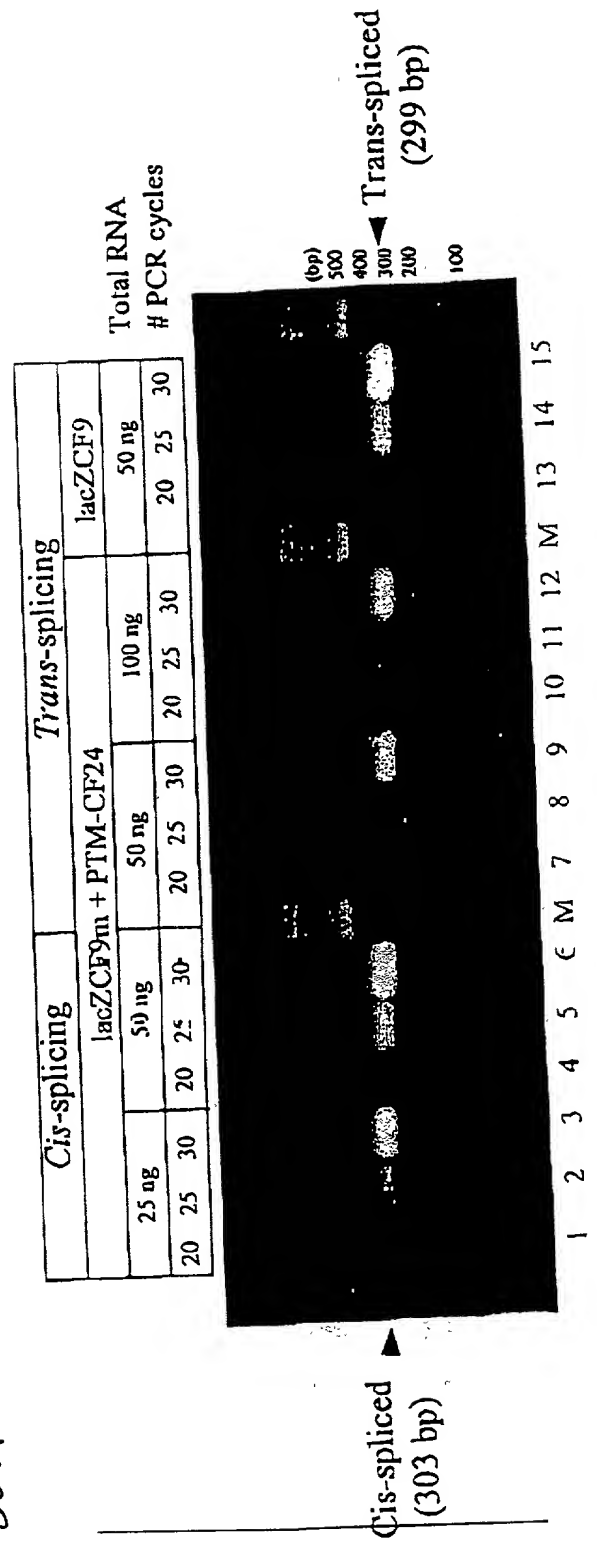 Cis-splicing Trans-splicing
lacZCF9m + PTM-CF24 lacZCF9
25 ng 50 ng 50 ng 100 ng 50 ng Total RNA
20 25 30 20 25 30 20 25 30 20 25 30 20 25 30 # PCR cycles
(bp)
500
400
300
200
100
Cis-spliced
(303 bp)
Trans-spliced
(299 bp)
1 2 3 4 5 M 7 8 9 10 11 12 M 13 14 15